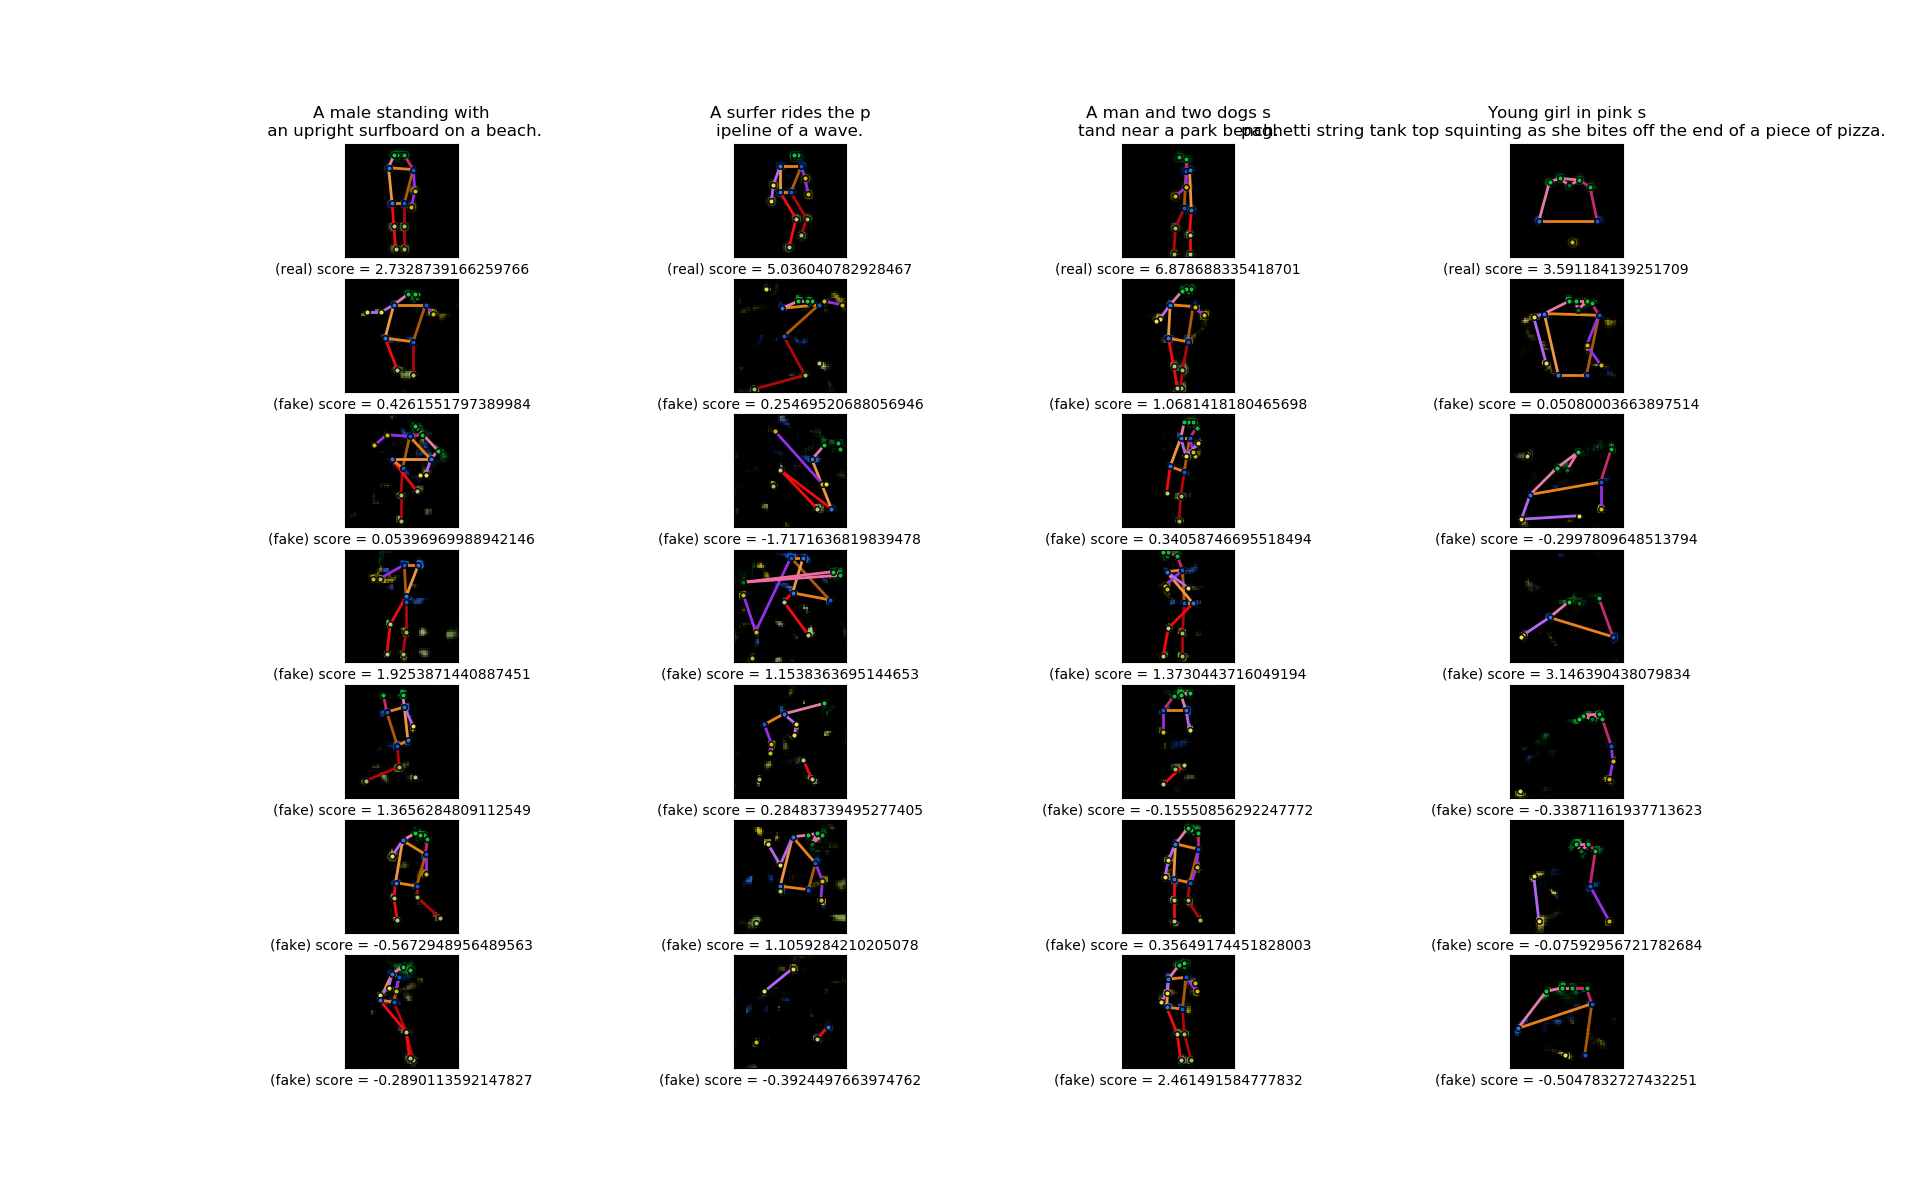 A male standing with
an upright surfboard on a beach.
A surfer rides the p
ipeline of a wave.
A man and two dogs s
tand near a park bench.
Young girl in pink s
paghetti string tank top squinting as she bites off the end of a piece of pizza.
(real) score = 2.7328739166259766
(real) score = 5.036040782928467
(real) score = 6.878688335418701
(real) score = 3.591184139251709
(fake) score = 0.4261551797389984
(fake) score = 0.25469520688056946
(fake) score = 1.0681418180465698
(fake) score = 0.05080003663897514
(fake) score = 0.05396969988942146
(fake) score = -1.7171636819839478
(fake) score = 0.34058746695518494
(fake) score = -0.2997809648513794
(fake) score = 1.9253871440887451
(fake) score = 1.1538363695144653
(fake) score = 1.3730443716049194
(fake) score = 3.146390438079834
(fake) score = 1.3656284809112549
(fake) score = 0.28483739495277405
(fake) score = -0.15550856292247772
(fake) score = -0.33871161937713623
(fake) score = -0.5672948956489563
(fake) score = 1.1059284210205078
(fake) score = 0.35649174451828003
(fake) score = -0.07592956721782684
(fake) score = -0.2890113592147827
(fake) score = -0.3924497663974762
(fake) score = 2.461491584777832
(fake) score = -0.5047832727432251